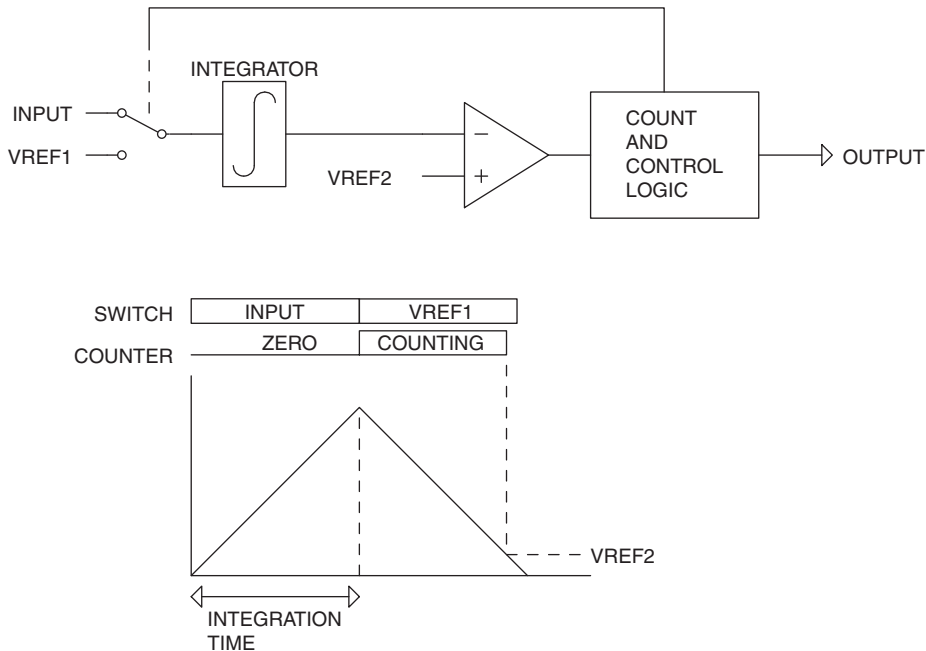 INTEGRATOR
INPUT
VREF1
VREF2
−
+
COUNT
AND
CONTROL
LOGIC
OUTPUT
SWITCH
INPUT
VREF1
COUNTER
ZERO
COUNTING
VREF2
INTEGRATION
TIME